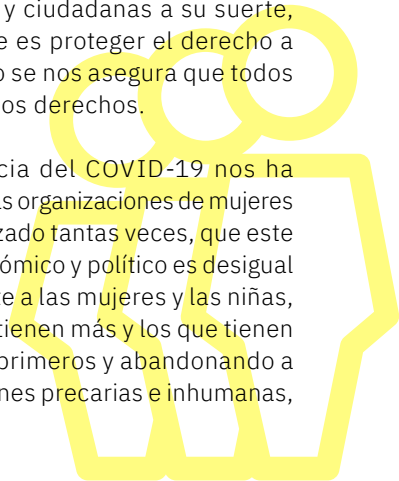 y ciudadanas a su suerte,
e es proteger el derecho a
o se nos asegura que todos
os derechos.
cia del COVID-19 nos ha
as organizaciones de mujeres
zado tantas veces, que este
ómico y político es desigual
te a las mujeres y las niñas,
tienen más y los que tienen
primeros y abandonando a
nes precarias e inhumanas,